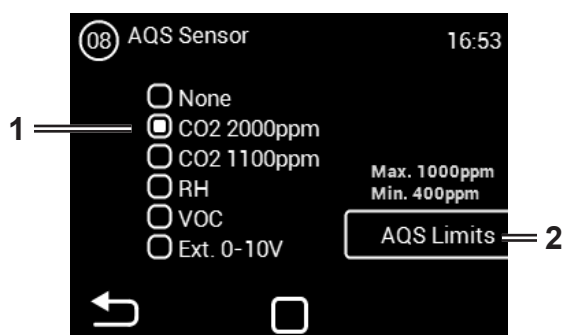 08 AQS Sensor 16:53
None
1 CO2 2000ppm
CO2 1100ppm
Max. 1000ppm
RH
Min. 400ppm
VOC
AQS Limits 2
Ext. 0-10V